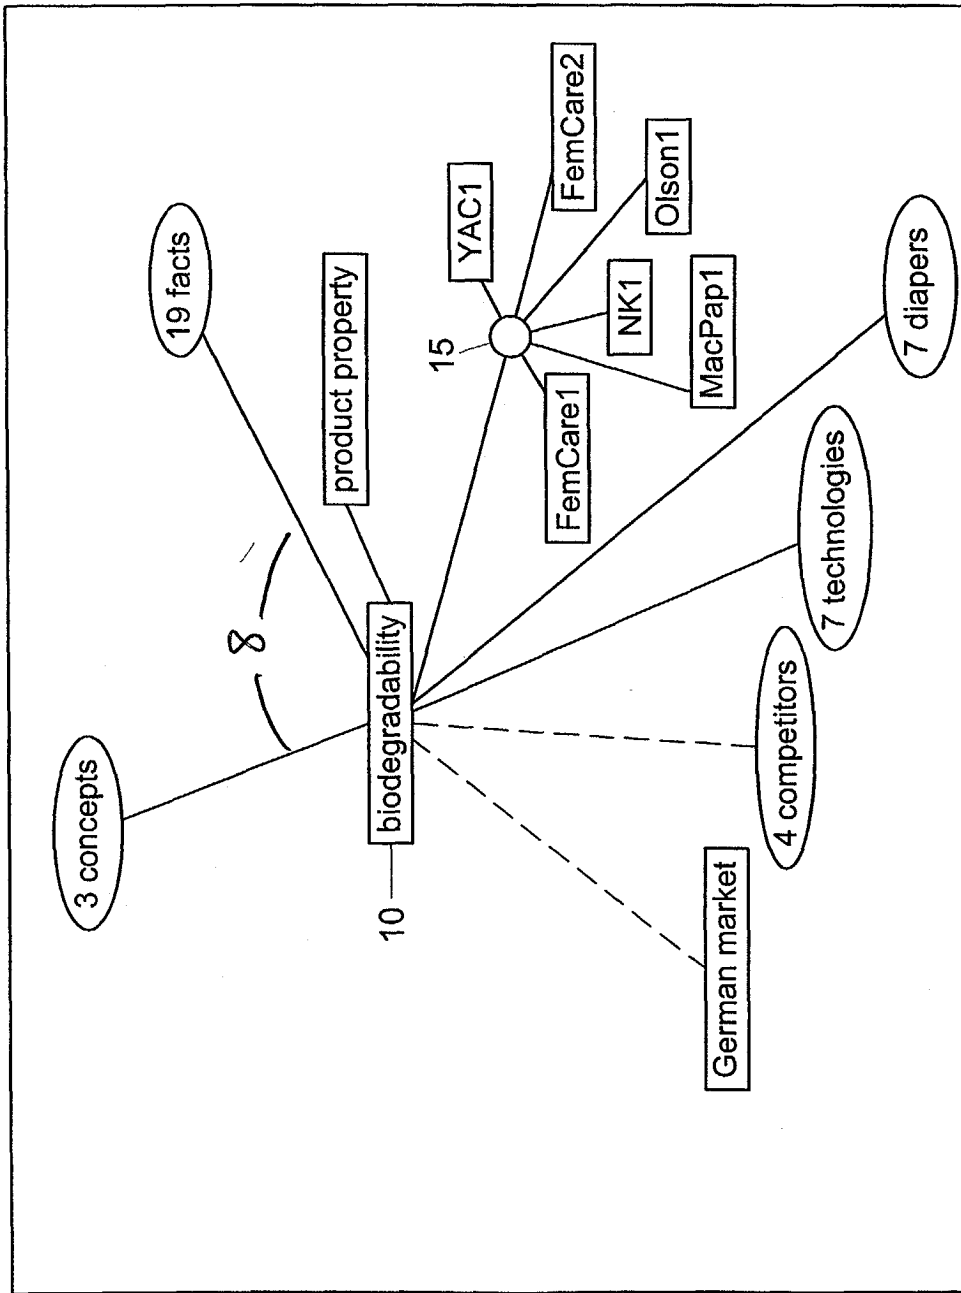 3 concepts
19 facts
8
product property
10
biodegradability
15
YAC1
FemCare2
FemCare1
NK1
Olson1
MacPap1
German market
4 competitors
7 technologies
7 diapers